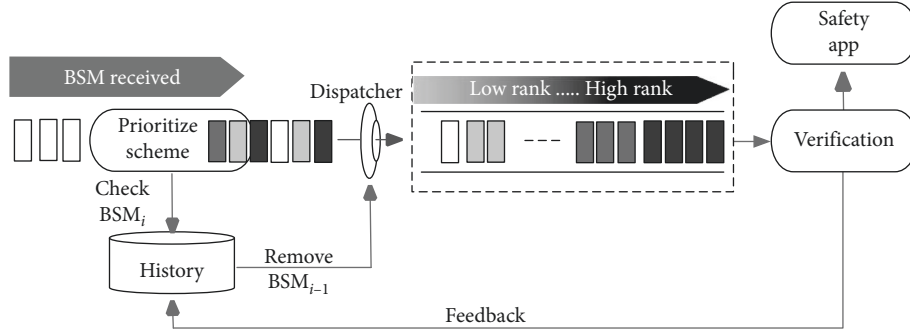 Safety
app
BSM received
Dispatcher
Low rank ..... High rank
Prioritize
scheme
Verification
Check
BSMᵢ
History
Remove
BSMᵢ₋₁
Feedback